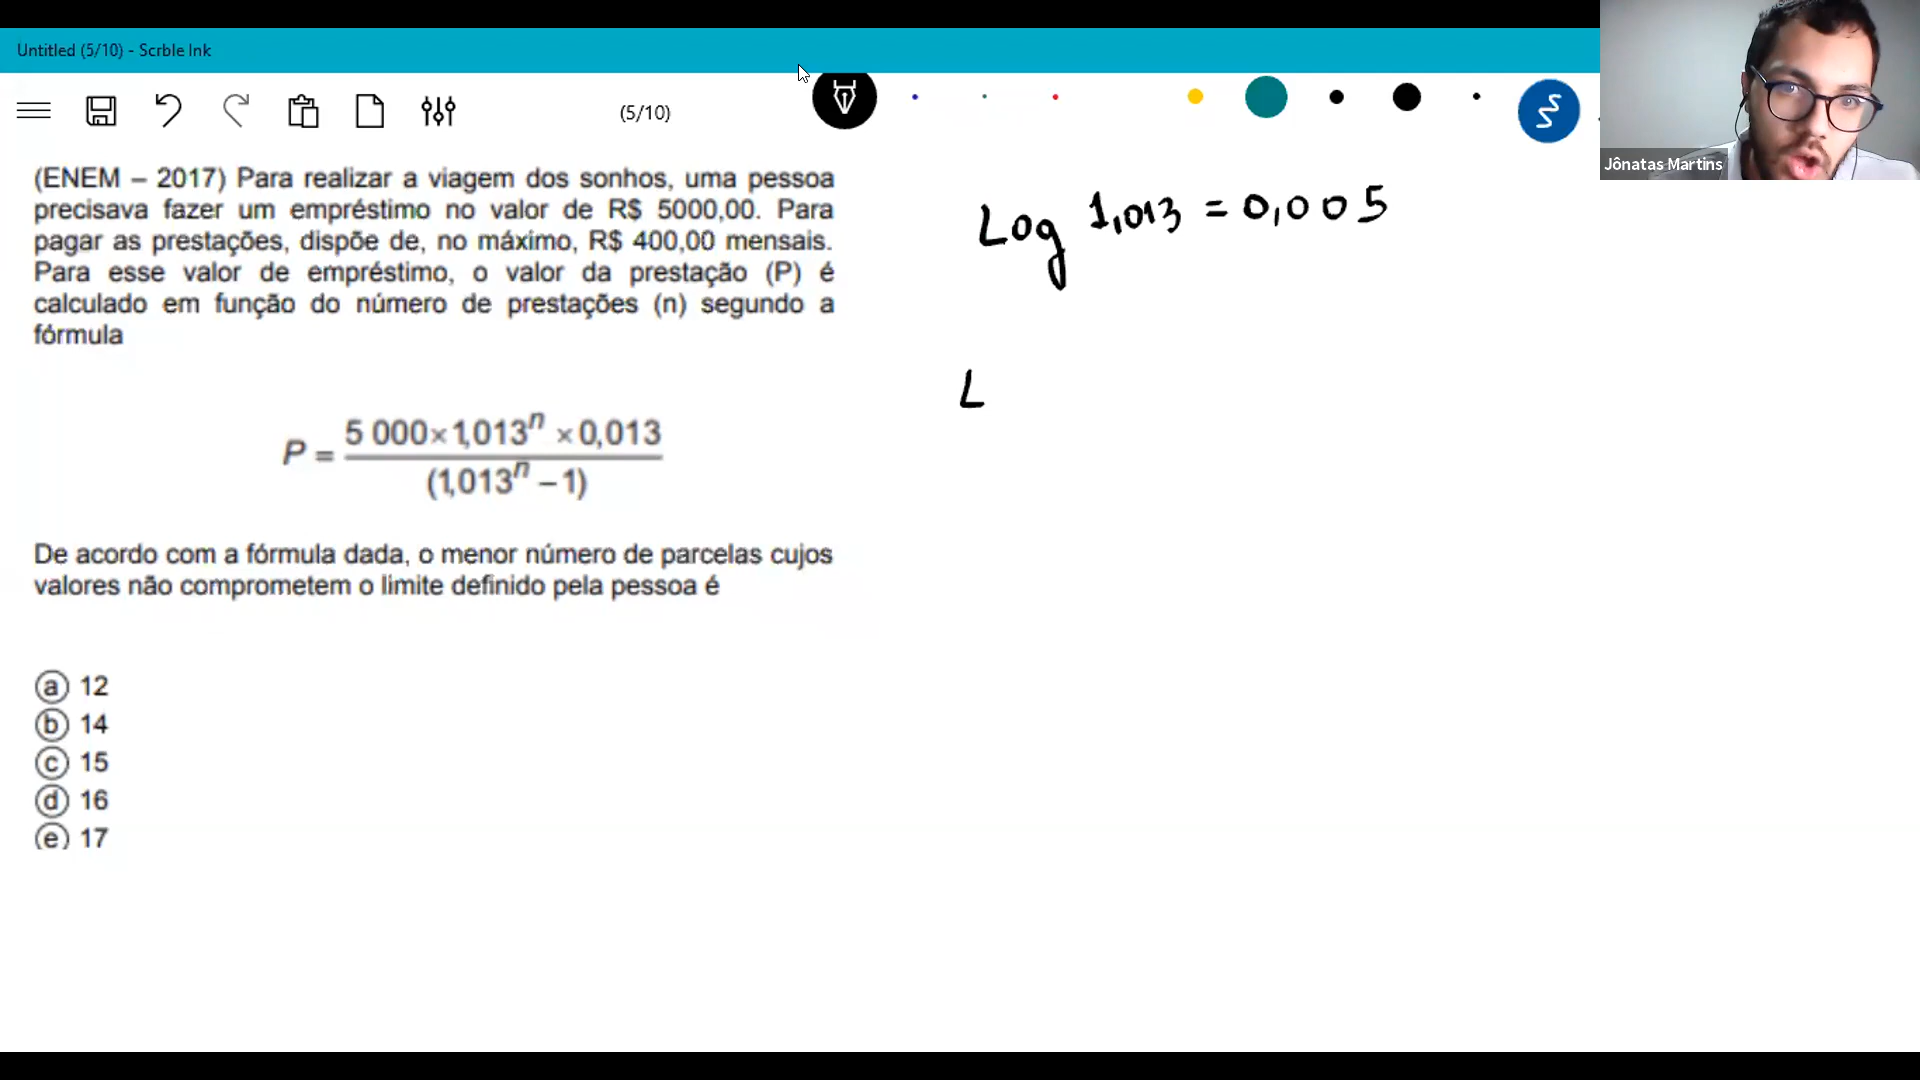 Untitled (5/10) - Scrble Ink
(5/10)
Jônatas Martins
(ENEM – 2017) Para realizar a viagem dos sonhos, uma pessoa
precisava fazer um empréstimo no valor de R$ 5000,00. Para
pagar as prestações, dispõe de, no máximo, R$ 400,00 mensais.
Para esse valor de empréstimo, o valor da prestação (P) é
calculado em função do número de prestações (n) segundo a
fórmula
P = 5 000×1,013ⁿ ×0,013
(1,013ⁿ – 1)
De acordo com a fórmula dada, o menor número de parcelas cujos
valores não comprometem o limite definido pela pessoa é
a 12
b 14
c 15
d 16
e 17
Log 1,013 = 0,005
L